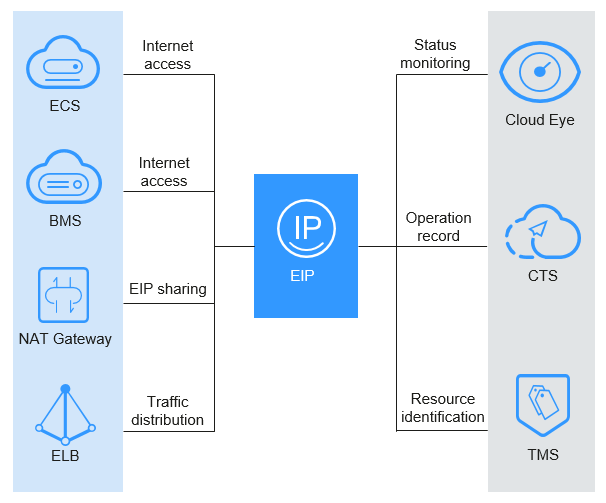 Internet
access
ECS
Internet
access
BMS
EIP sharing
NAT Gateway
Traffic
distribution
ELB
IP
EIP
Status
monitoring
Cloud Eye
Operation
record
CTS
Resource
identification
TMS